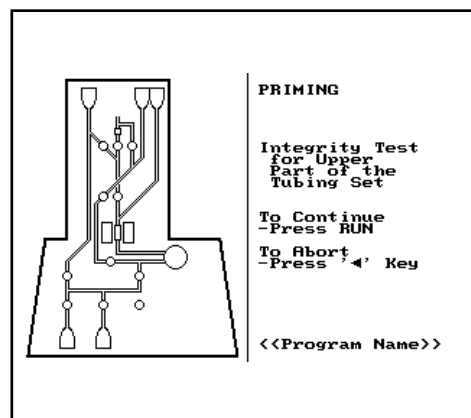 PRIMING
Integrity Test
for Upper
Part of the
Tubing Set
To Continue
-Press RUN
To Abort
-Press '◄' Key
<<Program Name>>